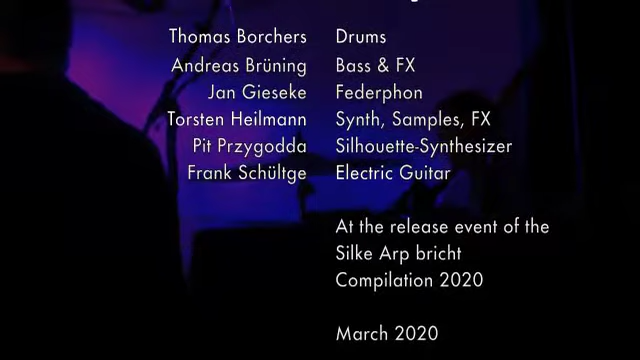 Thomas Borchers Drums
Andreas Brüning Bass & FX
Jan Gieseke Federphon
Torsten Heilmann Synth, Samples, FX
Pit Przygodda Silhouette-Synthesizer
Frank Schültge Electric Guitar
At the release event of the
Silke Arp bricht
Compilation 2020
March 2020